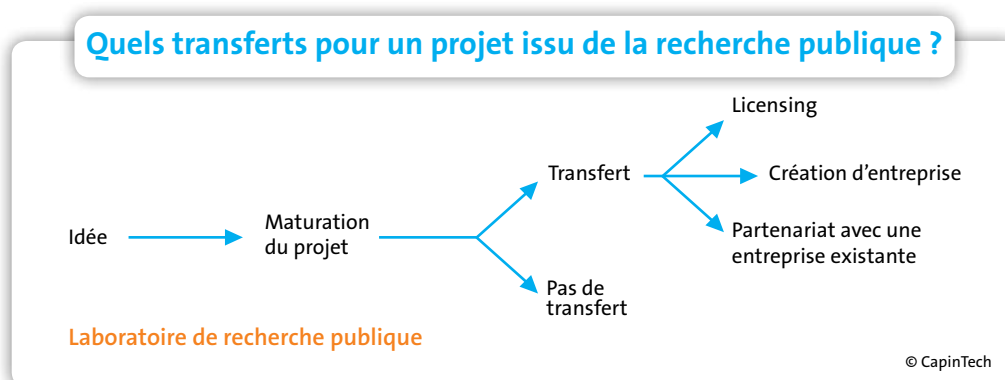 Quels transferts pour un projet issu de la recherche publique ?
Licensing
Transfert
Création d'entreprise
Idée
Maturation
du projet
Partenariat avec une
entreprise existante
Pas de
transfert
Laboratoire de recherche publique
© CapinTech